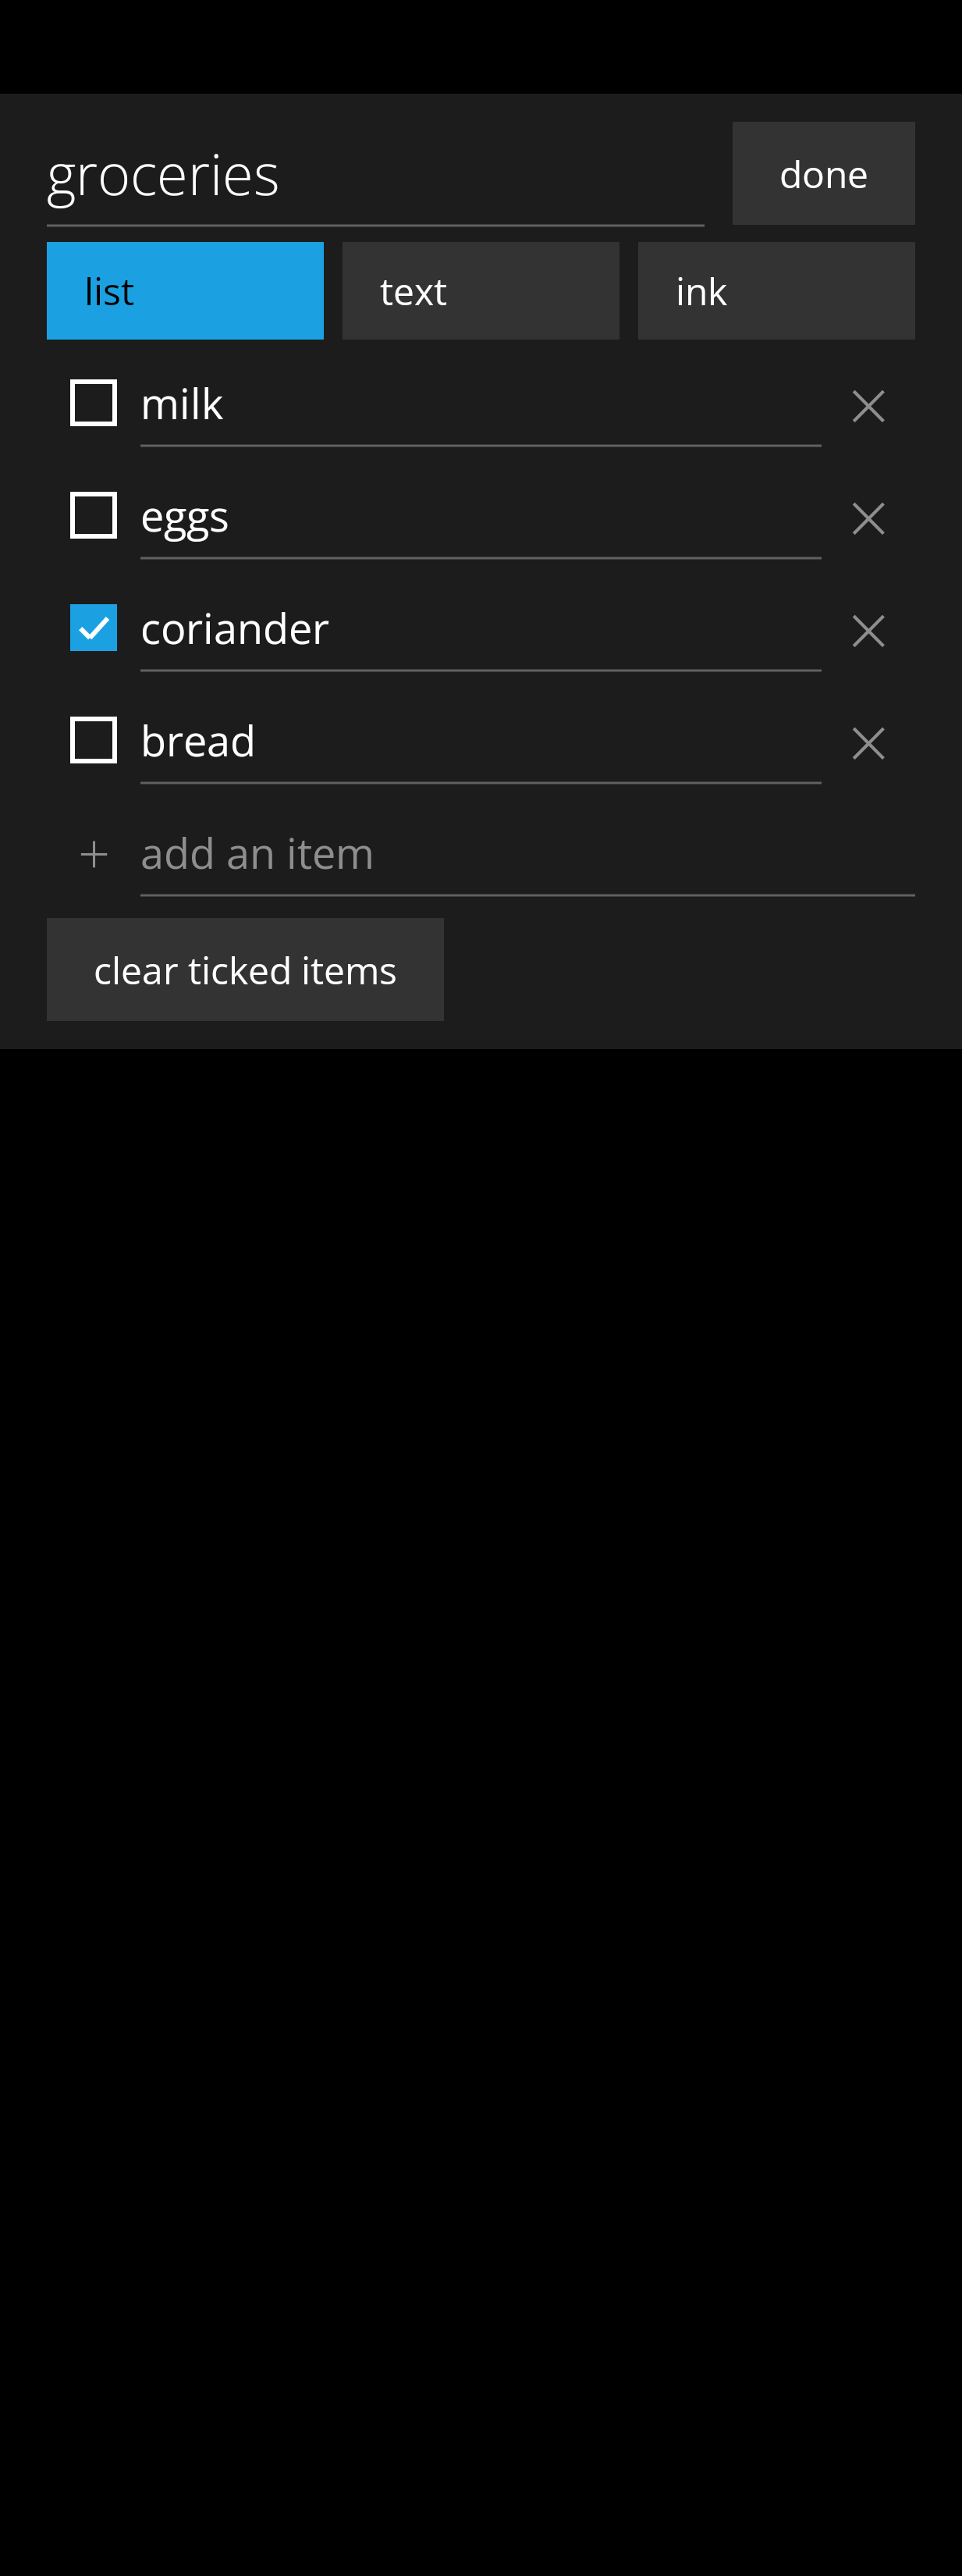 groceries
done
list
text
ink
milk
eggs
coriander
bread
add an item
clear ticked items